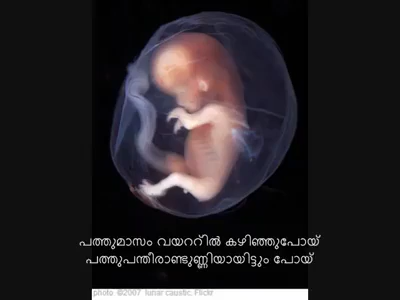 പത്തുമാസം വയററിൽ കഴിഞ്ഞുപോയ്
പത്തുപന്തീരാണ്ടുണ്ണിയായിട്ടും പോയ്
photo ©2007 lunar caustic, Flickr